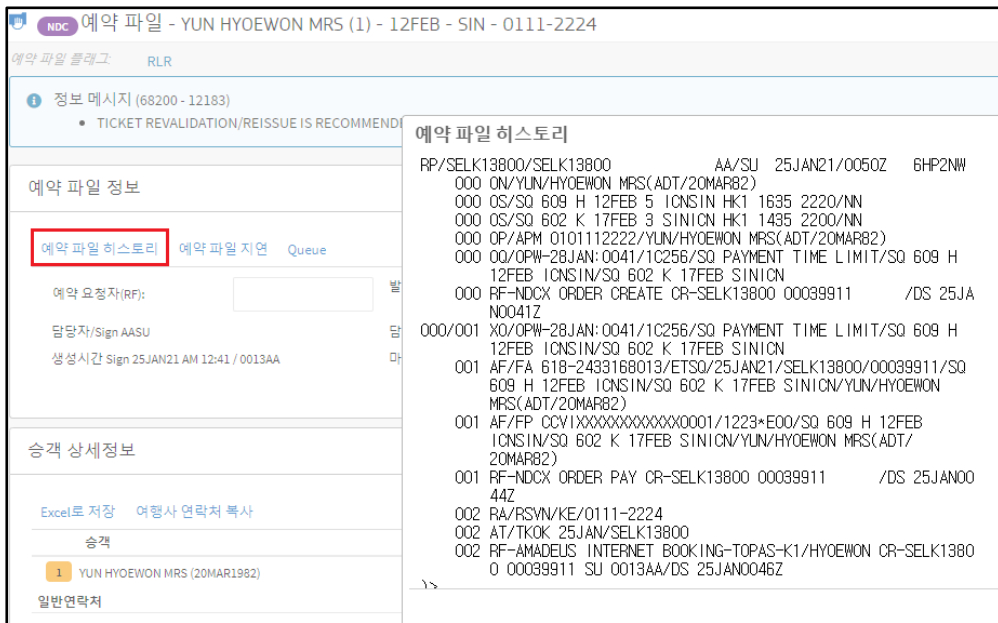 NDC 예약 파일 - YUN HYOEWON MRS (1) - 12FEB - SIN - 0111-2224
예약 파일 플래그: RLR
정보 메시지 (68200 - 12183)
• TICKET REVALIDATION/REISSUE IS RECOMMEND
예약 파일 정보
예약 파일 히스토리 예약 파일 지연 Queue
예약 요청자(RF): 발
담당자/Sign AASU 담
생성시간 Sign 25JAN21 AM 12:41 / 0013AA 마
승객 상세정보
Excel로 저장 여행사 연락처 복사
승객
1 YUN HYOEWON MRS (20MAR1982)
일반연락처
예약 파일 히스토리
RP/SELK13800/SELK13800 AA/SU 25JAN21/0050Z 6HP2NW
000 ON/YUN/HYOEWON MRS(ADT/20MAR82)
000 OS/SQ 609 H 12FEB 5 ICNSIN HK1 1635 2220/NN
000 OS/SQ 602 K 17FEB 3 SINICN HK1 1435 2200/NN
000 OP/APM 0101112222/YUN/HYOEWON MRS(ADT/20MAR82)
000 OQ/OPW-28JAN:0041/1C256/SQ PAYMENT TIME LIMIT/SQ 609 H
12FEB ICNSIN/SQ 602 K 17FEB SINICN
000 RF-NDCX ORDER CREATE CR-SELK13800 00039911 /DS 25JA
N0041Z
000/001 XO/OPW-28JAN:0041/1C256/SQ PAYMENT TIME LIMIT/SQ 609 H
12FEB ICNSIN/SQ 602 K 17FEB SINICN
001 AF/FA 618-2433168013/ETSQ/25JAN21/SELK13800/00039911/SQ
609 H 12FEB ICNSIN/SQ 602 K 17FEB SINICN/YUN/HYOEWON
MRS(ADT/20MAR82)
001 AF/FP CCVIXXXXXXXXXXXX0001/1223*E00/SQ 609 H 12FEB
ICNSIN/SQ 602 K 17FEB SINICN/YUN/HYOEWON MRS(ADT/
20MAR82)
001 RF-NDCX ORDER PAY CR-SELK13800 00039911 /DS 25JAN00
44Z
002 RA/RSVN/KE/0111-2224
002 AT/TKOK 25JAN/SELK13800
002 RF-AMADEUS INTERNET BOOKING-TOPAS-K1/HYOEWON CR-SELK1380
0 00039911 SU 0013AA/DS 25JAN0046Z
)>